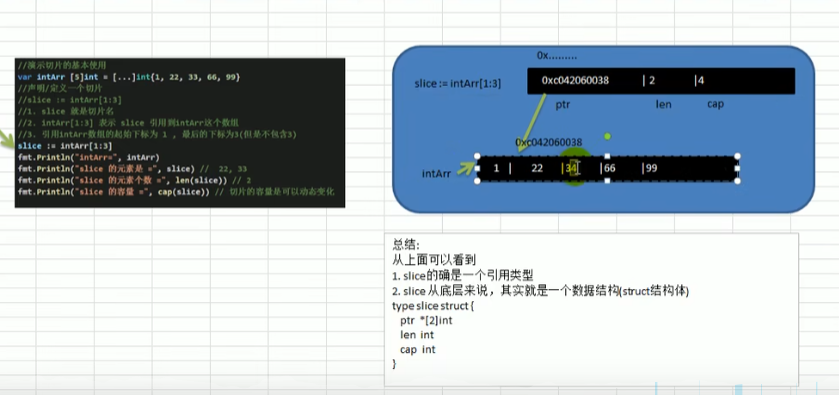 //演示切片的基本使用
var intArr [5]int = [...]int{1, 22, 33, 66, 99}
//声明/定义一个切片
//slice := intArr[1:3]
//1. slice 就是切片名
//2. intArr[1:3] 表示 slice 引用到intArr这个数组
//3. 引用intArr数组的起始下标为 1 , 最后的下标为3(但是不包含3)
slice := intArr[1:3]
fmt.Println("intArr=", intArr)
fmt.Println("slice 的元素是 =", slice) // 22, 33
fmt.Println("slice 的元素个数 =", len(slice)) // 2
fmt.Println("slice 的容量 =", cap(slice)) // 切片的容量是可以动态变化
0x.........
slice := intArr[1:3]
0xc042060038 | 2 |4
ptr len cap
0xc042060038
intArr
1 | 22 |34 |66 |99
总结:
从上面可以看到
1. slice的确是一个引用类型
2. slice 从底层来说，其实就是一个数据结构(struct结构体)
type slice struct {
ptr *[2]int
len int
cap int
}